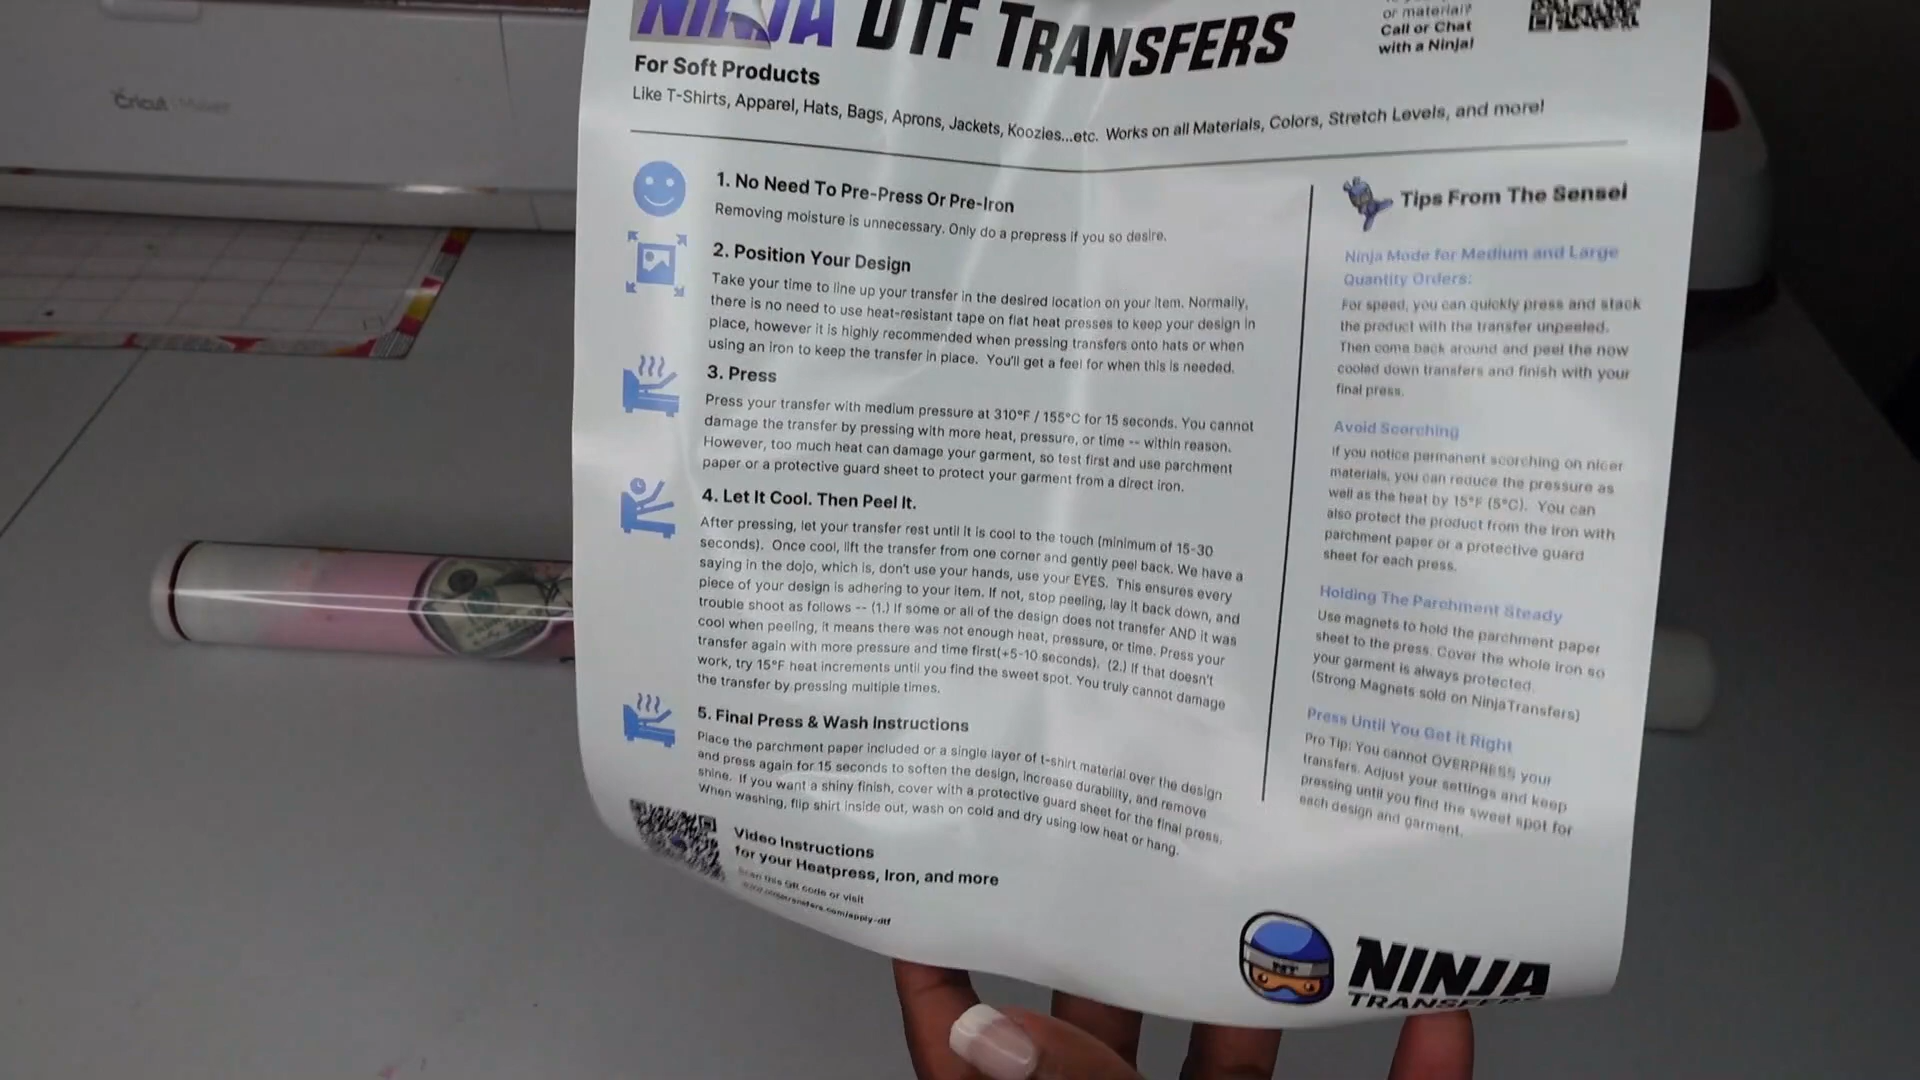 Cricut Maker
NINJA DTF TRANSFERS
or material?
Call or Chat
with a Ninja!
For Soft Products
Like T-Shirts, Apparel, Hats, Bags, Aprons, Jackets, Koozies...etc. Works on all Materials, Colors, Stretch Levels, and more!
1. No Need To Pre-Press Or Pre-Iron
Removing moisture is unnecessary. Only do a prepress if you so desire.
2. Position Your Design
Take your time to line up your transfer in the desired location on your item. Normally,
there is no need to use heat-resistant tape on flat heat presses to keep your design in
place, however it is highly recommended when pressing transfers onto hats or when
using an iron to keep the transfer in place. You'll get a feel for when this is needed.
3. Press
Press your transfer with medium pressure at 310°F / 155°C for 15 seconds. You cannot
damage the transfer by pressing with more heat, pressure, or time -- within reason.
However, too much heat can damage your garment, so test first and use parchment
paper or a protective guard sheet to protect your garment from a direct iron.
4. Let It Cool. Then Peel It.
After pressing, let your transfer rest until it is cool to the touch (minimum of 15-30
seconds). Once cool, lift the transfer from one corner and gently peel back. We have a
saying in the dojo, which is, don't use your hands, use your EYES. This ensures every
piece of your design is adhering to your item. If not, stop peeling, lay it back down, and
trouble shoot as follows -- (1.) If some or all of the design does not transfer AND it was
cool when peeling, it means there was not enough heat, pressure, or time. Press your
transfer again with more pressure and time first(+5-10 seconds). (2.) If that doesn't
work, try 15°F heat increments until you find the sweet spot. You truly cannot damage
the transfer by pressing multiple times.
5. Final Press & Wash Instructions
Place the parchment paper included or a single layer of t-shirt material over the design
and press again for 15 seconds to soften the design, increase durability, and remove
shine. If you want a shiny finish, cover with a protective guard sheet for the final press.
When washing, flip shirt inside out, wash on cold and dry using low heat or hang.
Video Instructions
for your Heatpress, Iron, and more
Scan this QR code or visit
Tips From The Sensei
Ninja Mode for Medium and Large
Quantity Orders:
For speed, you can quickly press and stack
the product with the transfer unpeeled.
Then come back around and peel the now
cooled down transfers and finish with your
final press.
Avoid Scorching
If you notice permanent scorching on nicer
materials, you can reduce the pressure as
well as the heat by 15°F (5°C). You can
also protect the product from the iron with
parchment paper or a protective guard
sheet for each press.
Holding The Parchment Steady
Use magnets to hold the parchment paper
sheet to the press. Cover the whole iron so
your garment is always protected.
(Strong Magnets sold on NinjaTransfers)
Press Until You Get it Right
Pro Tip: You cannot OVERPRESS your
transfers. Adjust your settings and keep
pressing until you find the sweet spot for
each design and garment.
NT
NINJA
TRANSFERS